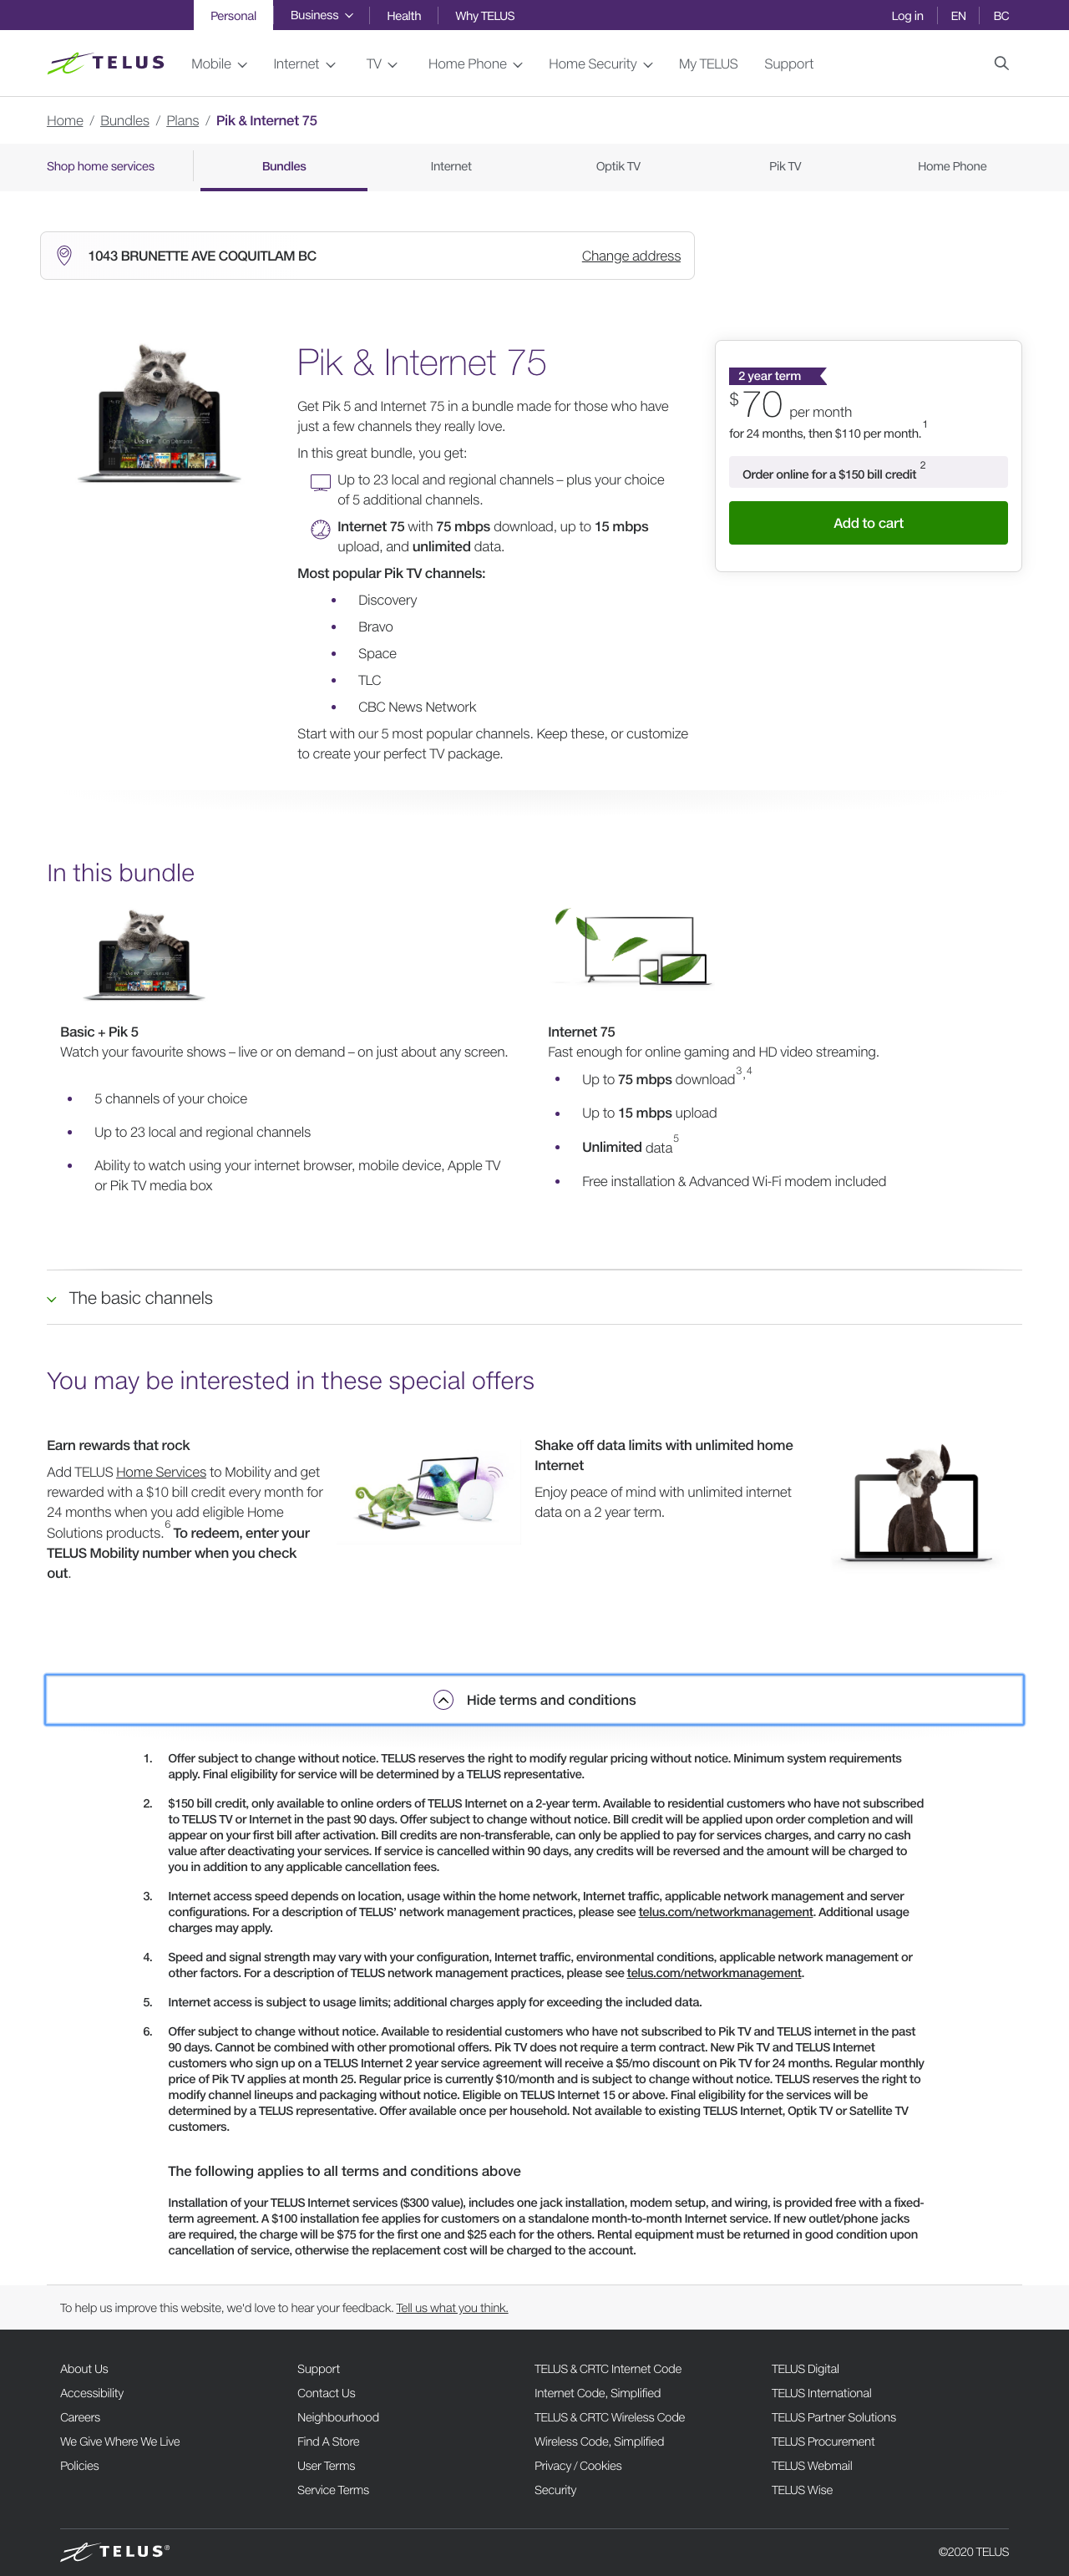 Personal
Business
Health
Why TELUS
Log in
EN
BC
TELUS
Mobile
Internet
TV
Home Phone
Home Security
My TELUS
Support
Home / Bundles / Plans / Pik & Internet 75
Shop home services
Bundles
Internet
Optik TV
Pik TV
Home Phone
1043 BRUNETTE AVE COQUITLAM BC
Change address
Pik & Internet 75
Get Pik 5 and Internet 75 in a bundle made for those who have
just a few channels they really love.
In this great bundle, you get:
Up to 23 local and regional channels – plus your choice
of 5 additional channels.
Internet 75 with 75 mbps download, up to 15 mbps
upload, and unlimited data.
Most popular Pik TV channels:
• Discovery
• Bravo
• Space
• TLC
• CBC News Network
Start with our 5 most popular channels. Keep these, or customize
to create your perfect TV package.
2 year term
$70 per month
for 24 months, then $110 per month.1
Order online for a $150 bill credit 2
Add to cart
In this bundle
Basic + Pik 5
Watch your favourite shows – live or on demand – on just about any screen.
• 5 channels of your choice
• Up to 23 local and regional channels
• Ability to watch using your internet browser, mobile device, Apple TV
or Pik TV media box
Internet 75
Fast enough for online gaming and HD video streaming.
• Up to 75 mbps download3,4
• Up to 15 mbps upload
• Unlimited data5
• Free installation & Advanced Wi-Fi modem included
The basic channels
You may be interested in these special offers
Earn rewards that rock
Add TELUS Home Services to Mobility and get
rewarded with a $10 bill credit every month for
24 months when you add eligible Home
Solutions products.6 To redeem, enter your
TELUS Mobility number when you check
out.
Shake off data limits with unlimited home
Internet
Enjoy peace of mind with unlimited internet
data on a 2 year term.
Hide terms and conditions
1. Offer subject to change without notice. TELUS reserves the right to modify regular pricing without notice. Minimum system requirements
apply. Final eligibility for service will be determined by a TELUS representative.
2. $150 bill credit, only available to online orders of TELUS Internet on a 2-year term. Available to residential customers who have not subscribed
to TELUS TV or Internet in the past 90 days. Offer subject to change without notice. Bill credit will be applied upon order completion and will
appear on your first bill after activation. Bill credits are non-transferable, can only be applied to pay for services charges, and carry no cash
value after deactivating your services. If service is cancelled within 90 days, any credits will be reversed and the amount will be charged to
you in addition to any applicable cancellation fees.
3. Internet access speed depends on location, usage within the home network, Internet traffic, applicable network management and server
configurations. For a description of TELUS' network management practices, please see telus.com/networkmanagement. Additional usage
charges may apply.
4. Speed and signal strength may vary with your configuration, Internet traffic, environmental conditions, applicable network management or
other factors. For a description of TELUS network management practices, please see telus.com/networkmanagement.
5. Internet access is subject to usage limits; additional charges apply for exceeding the included data.
6. Offer subject to change without notice. Available to residential customers who have not subscribed to Pik TV and TELUS internet in the past
90 days. Cannot be combined with other promotional offers. Pik TV does not require a term contract. New Pik TV and TELUS Internet
customers who sign up on a TELUS Internet 2 year service agreement will receive a $5/mo discount on Pik TV for 24 months. Regular monthly
price of Pik TV applies at month 25. Regular price is currently $10/month and is subject to change without notice. TELUS reserves the right to
modify channel lineups and packaging without notice. Eligible on TELUS Internet 15 or above. Final eligibility for the services will be
determined by a TELUS representative. Offer available once per household. Not available to existing TELUS Internet, Optik TV or Satellite TV
customers.
The following applies to all terms and conditions above
Installation of your TELUS Internet services ($300 value), includes one jack installation, modem setup, and wiring, is provided free with a fixed-
term agreement. A $100 installation fee applies for customers on a standalone month-to-month Internet service. If new outlet/phone jacks
are required, the charge will be $75 for the first one and $25 each for the others. Rental equipment must be returned in good condition upon
cancellation of service, otherwise the replacement cost will be charged to the account.
To help us improve this website, we'd love to hear your feedback. Tell us what you think.
About Us
Accessibility
Careers
We Give Where We Live
Policies
Support
Contact Us
Neighbourhood
Find A Store
User Terms
Service Terms
TELUS & CRTC Internet Code
Internet Code, Simplified
TELUS & CRTC Wireless Code
Wireless Code, Simplified
Privacy / Cookies
Security
TELUS Digital
TELUS International
TELUS Partner Solutions
TELUS Procurement
TELUS Webmail
TELUS Wise
TELUS®
©2020 TELUS